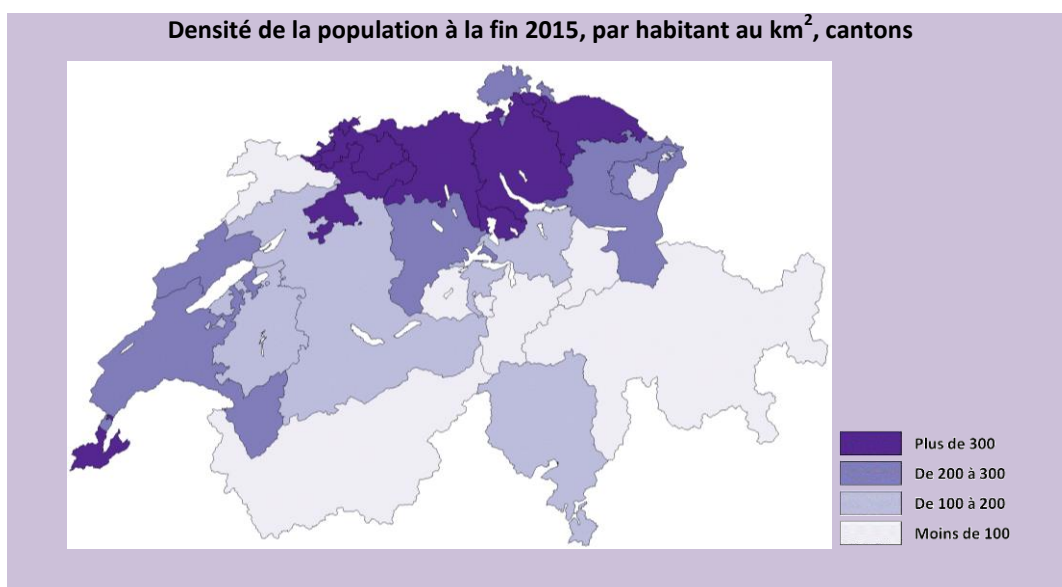 Densité de la population à la fin 2015, par habitant au km², cantons
Plus de 300
De 200 à 300
De 100 à 200
Moins de 100